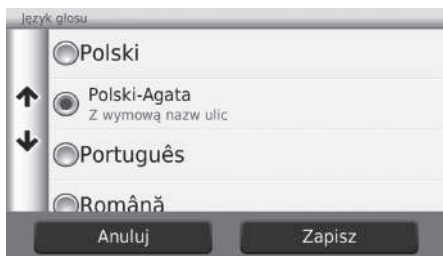 Język głosu
Polski
Polski-Agata
Z wymową nazw ulic
Português
Română
Anuluj
Zapisz